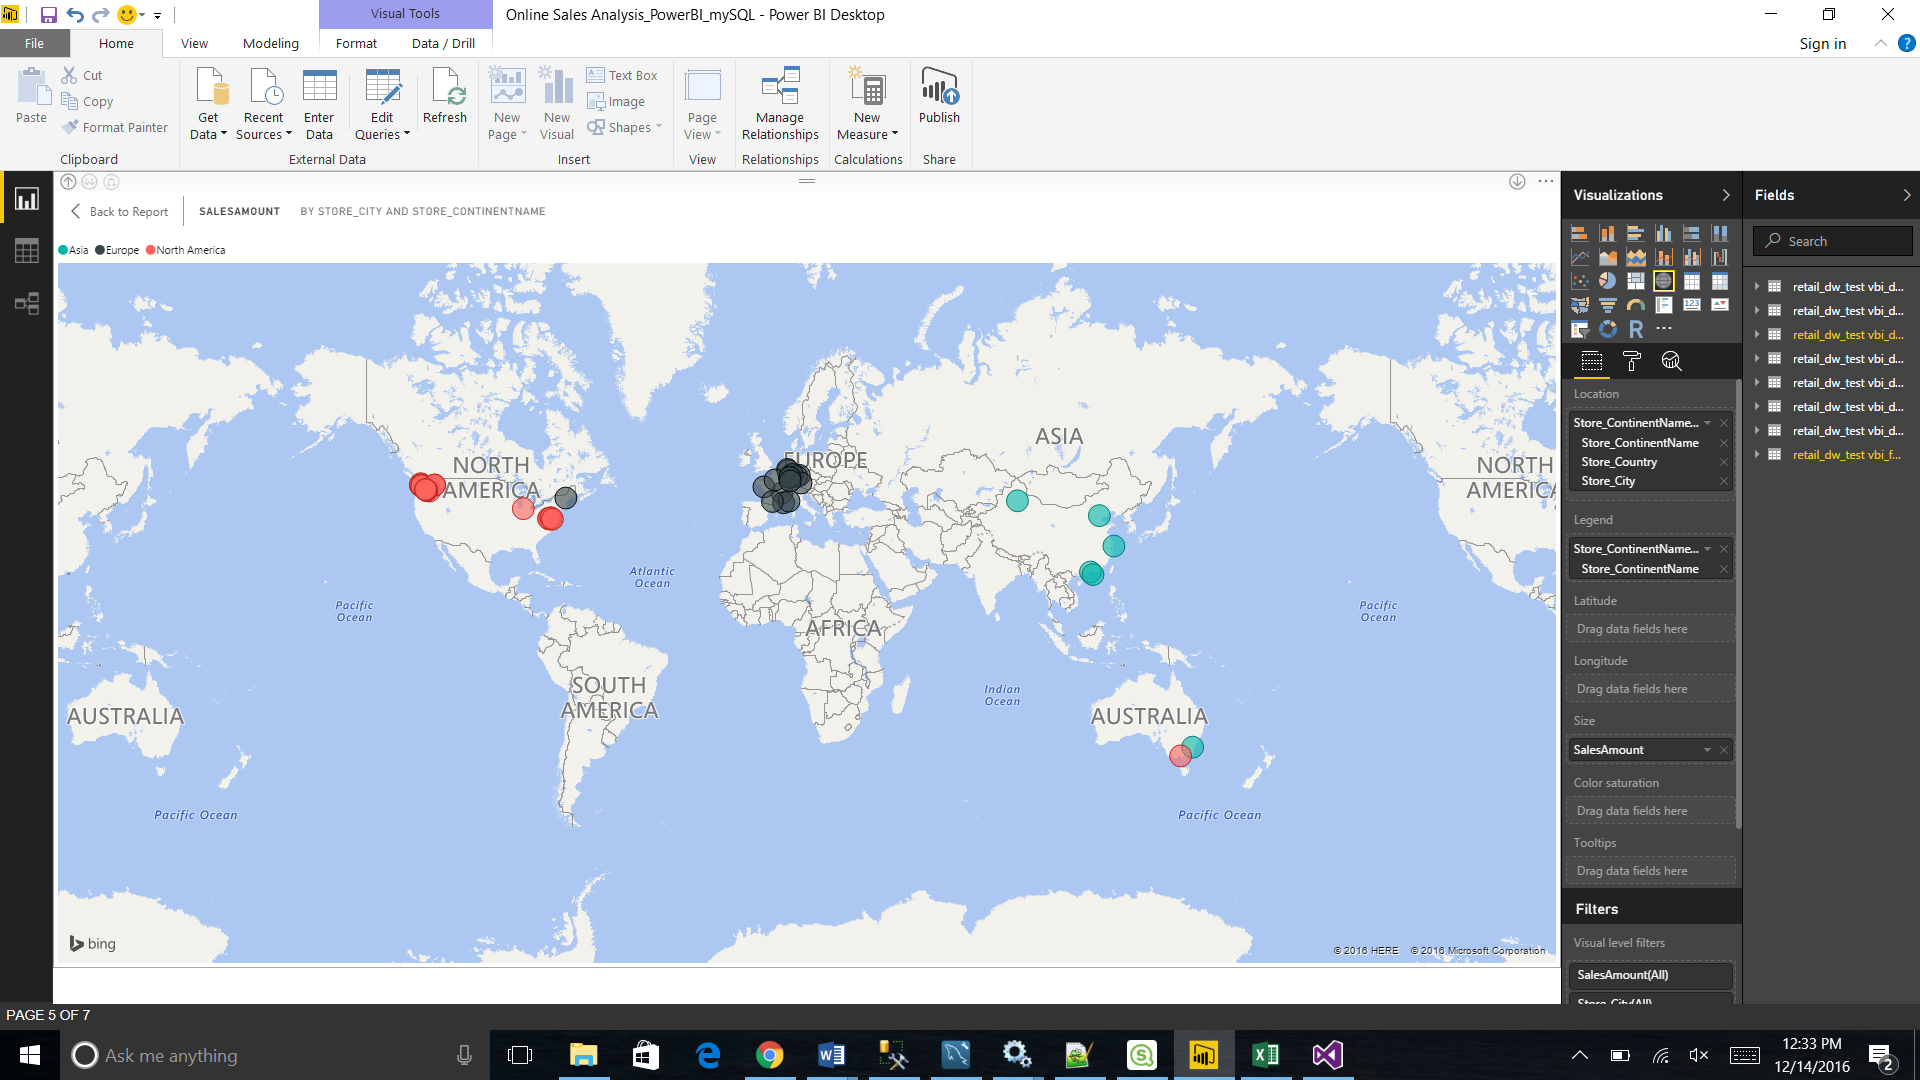 Visual Tools
Online Sales Analysis_PowerBI_mySQL - Power BI Desktop
File
Home
View
Modeling
Format
Data / Drill
Sign in
?
Paste
Cut
Copy
Format Painter
Clipboard
Get Data
Recent Sources
Enter Data
Edit Queries
Refresh
External Data
New Page
New Visual
Text Box
Image
Shapes
Insert
Page View
View
Manage Relationships
Relationships
New Measure
Calculations
Publish
Share
Back to Report
SALESAMOUNT
BY STORE_CITY AND STORE_CONTINENTNAME
Asia
Europe
North America
NORTH AMERICA
EUROPE
ASIA
NORTH AMERICA
Atlantic Ocean
Pacific Ocean
Pacific Ocean
AFRICA
SOUTH AMERICA
Indian Ocean
AUSTRALIA
AUSTRALIA
Pacific Ocean
Pacific Ocean
bing
© 2016 HERE
© 2016 Microsoft Corporation
Visualizations
123
R
Location
Store_ContinentName...
Store_ContinentName
Store_Country
Store_City
Legend
Store_ContinentName...
Store_ContinentName
Latitude
Drag data fields here
Longitude
Drag data fields here
Size
SalesAmount
Color saturation
Drag data fields here
Tooltips
Drag data fields here
Filters
Visual level filters
SalesAmount(All)
Store_City(All)
Fields
Search
retail_dw_test vbi_d...
retail_dw_test vbi_d...
retail_dw_test vbi_d...
retail_dw_test vbi_d...
retail_dw_test vbi_d...
retail_dw_test vbi_d...
retail_dw_test vbi_d...
retail_dw_test vbi_f...
PAGE 5 OF 7
Ask me anything
12:33 PM
12/14/2016
2